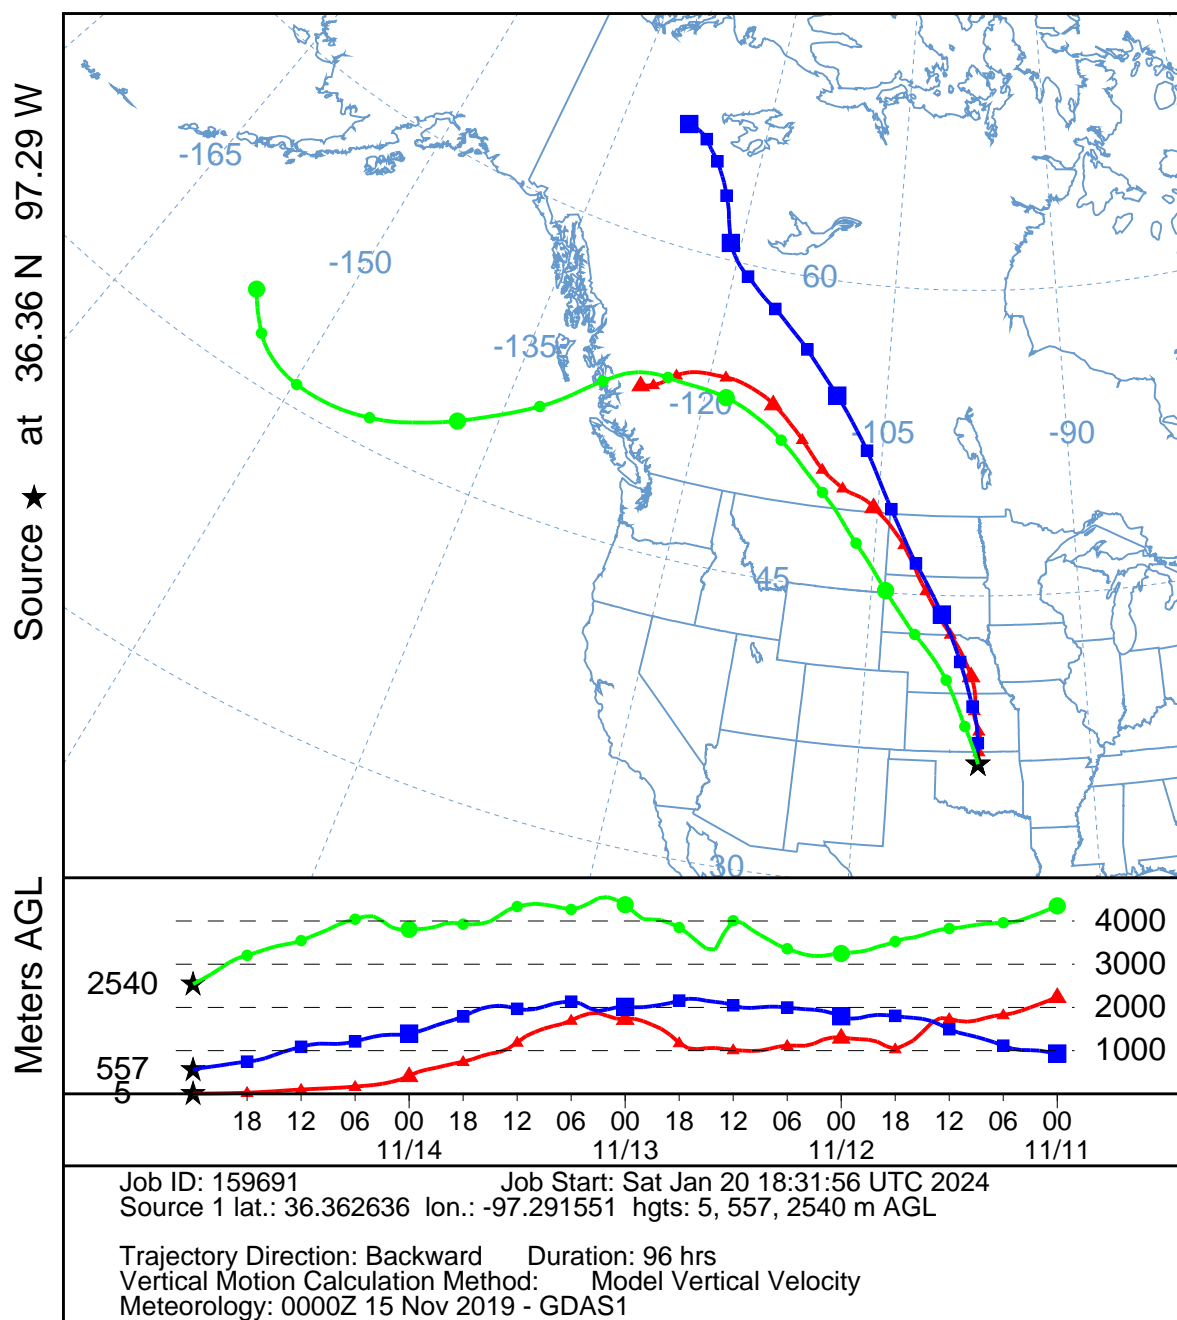 Source ★ at 36.36 N 97.29 W
-165
-150
-135
-120
-105
-90
60
45
30
Meters AGL
2540
557
5
4000
3000
2000
1000
18 12 06 00 18 12 06 00 18 12 06 00 18 12 06 00
11/14 11/13 11/12 11/11
Job ID: 159691 Job Start: Sat Jan 20 18:31:56 UTC 2024
Source 1 lat.: 36.362636 lon.: -97.291551 hgts: 5, 557, 2540 m AGL
Trajectory Direction: Backward Duration: 96 hrs
Vertical Motion Calculation Method: Model Vertical Velocity
Meteorology: 0000Z 15 Nov 2019 - GDAS1